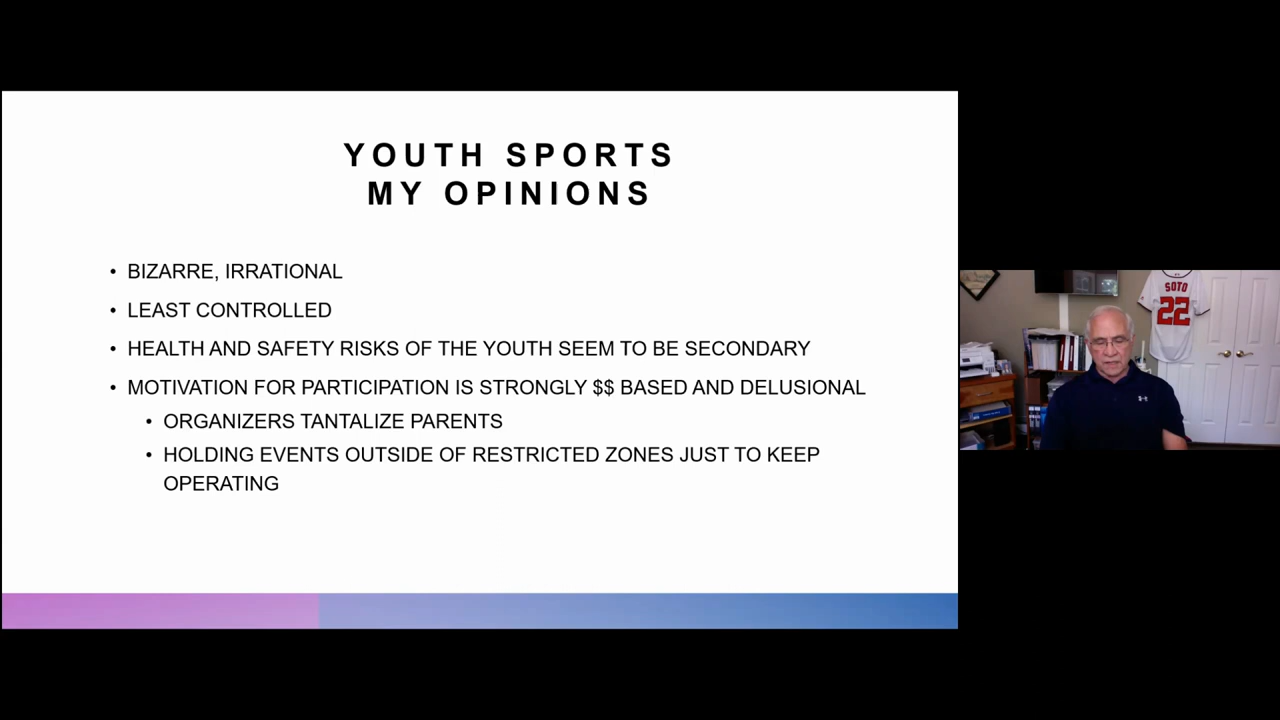 YOUTH SPORTS
MY OPINIONS
• BIZARRE, IRRATIONAL
• LEAST CONTROLLED
• HEALTH AND SAFETY RISKS OF THE YOUTH SEEM TO BE SECONDARY
• MOTIVATION FOR PARTICIPATION IS STRONGLY $$ BASED AND DELUSIONAL
• ORGANIZERS TANTALIZE PARENTS
• HOLDING EVENTS OUTSIDE OF RESTRICTED ZONES JUST TO KEEP
OPERATING
SOTO
22